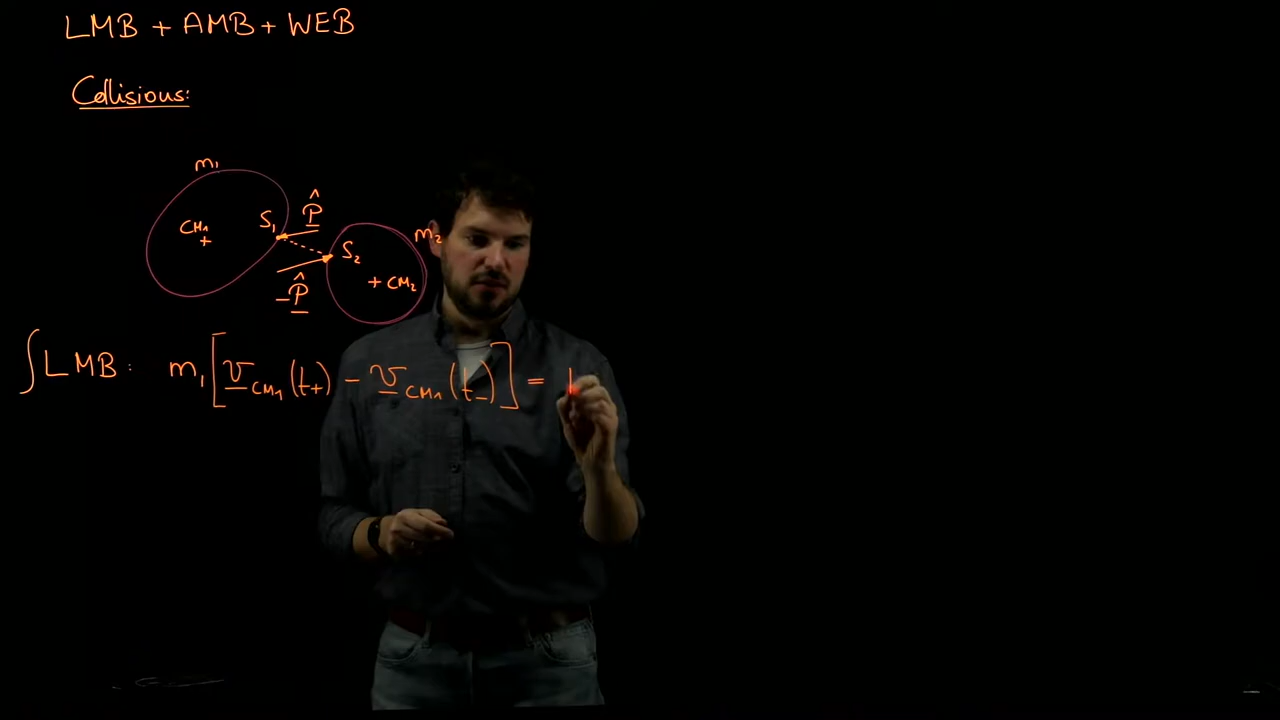 LMB + AMB + WEB
Collisions:
m₁
CM₁
S₁
P̂
S₂
m₂
-P̂
CM₂
∫LMB: m₁[v_CM₁(t₊) - v_CM₁(t₋)] =